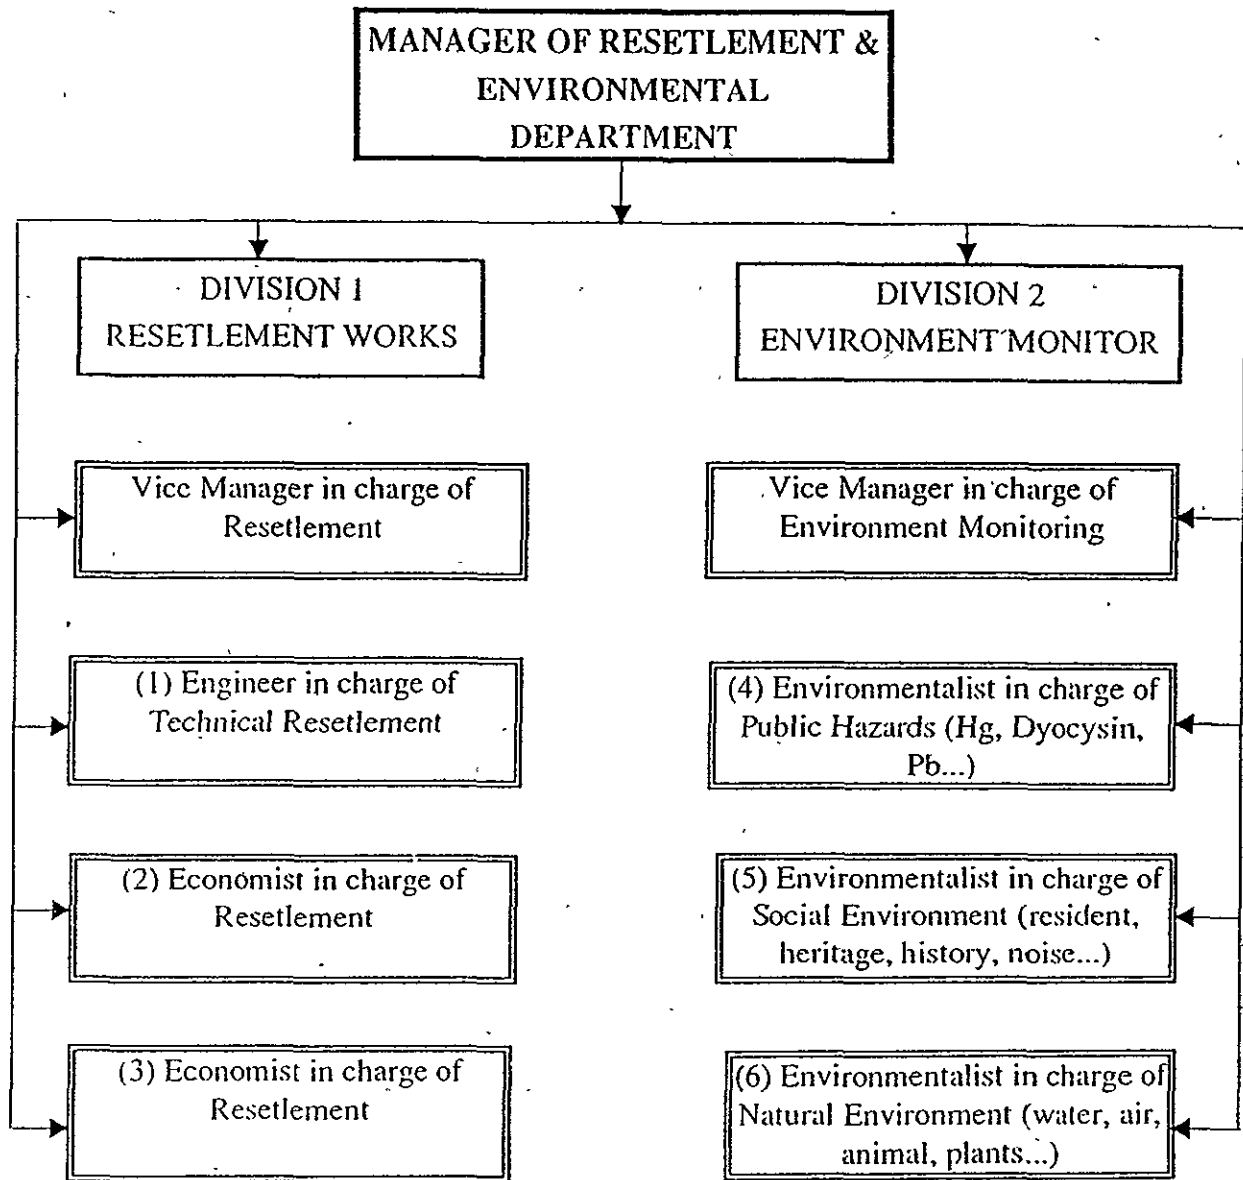 MANAGER OF RESETLEMENT &
ENVIRONMENTAL
DEPARTMENT
DIVISION 1
RESETLEMENT WORKS
DIVISION 2
ENVIRONMENT MONITOR
Vice Manager in charge of
Resetlement
Vice Manager in charge of
Environment Monitoring
(1) Engineer in charge of
Technical Resetlement
(4) Environmentalist in charge of
Public Hazards (Hg, Dyocysin,
Pb...)
(2) Economist in charge of
Resetlement
(5) Environmentalist in charge of
Social Environment (resident,
heritage, history, noise...)
(3) Economist in charge of
Resetlement
(6) Environmentalist in charge of
Natural Environment (water, air,
animal, plants...)